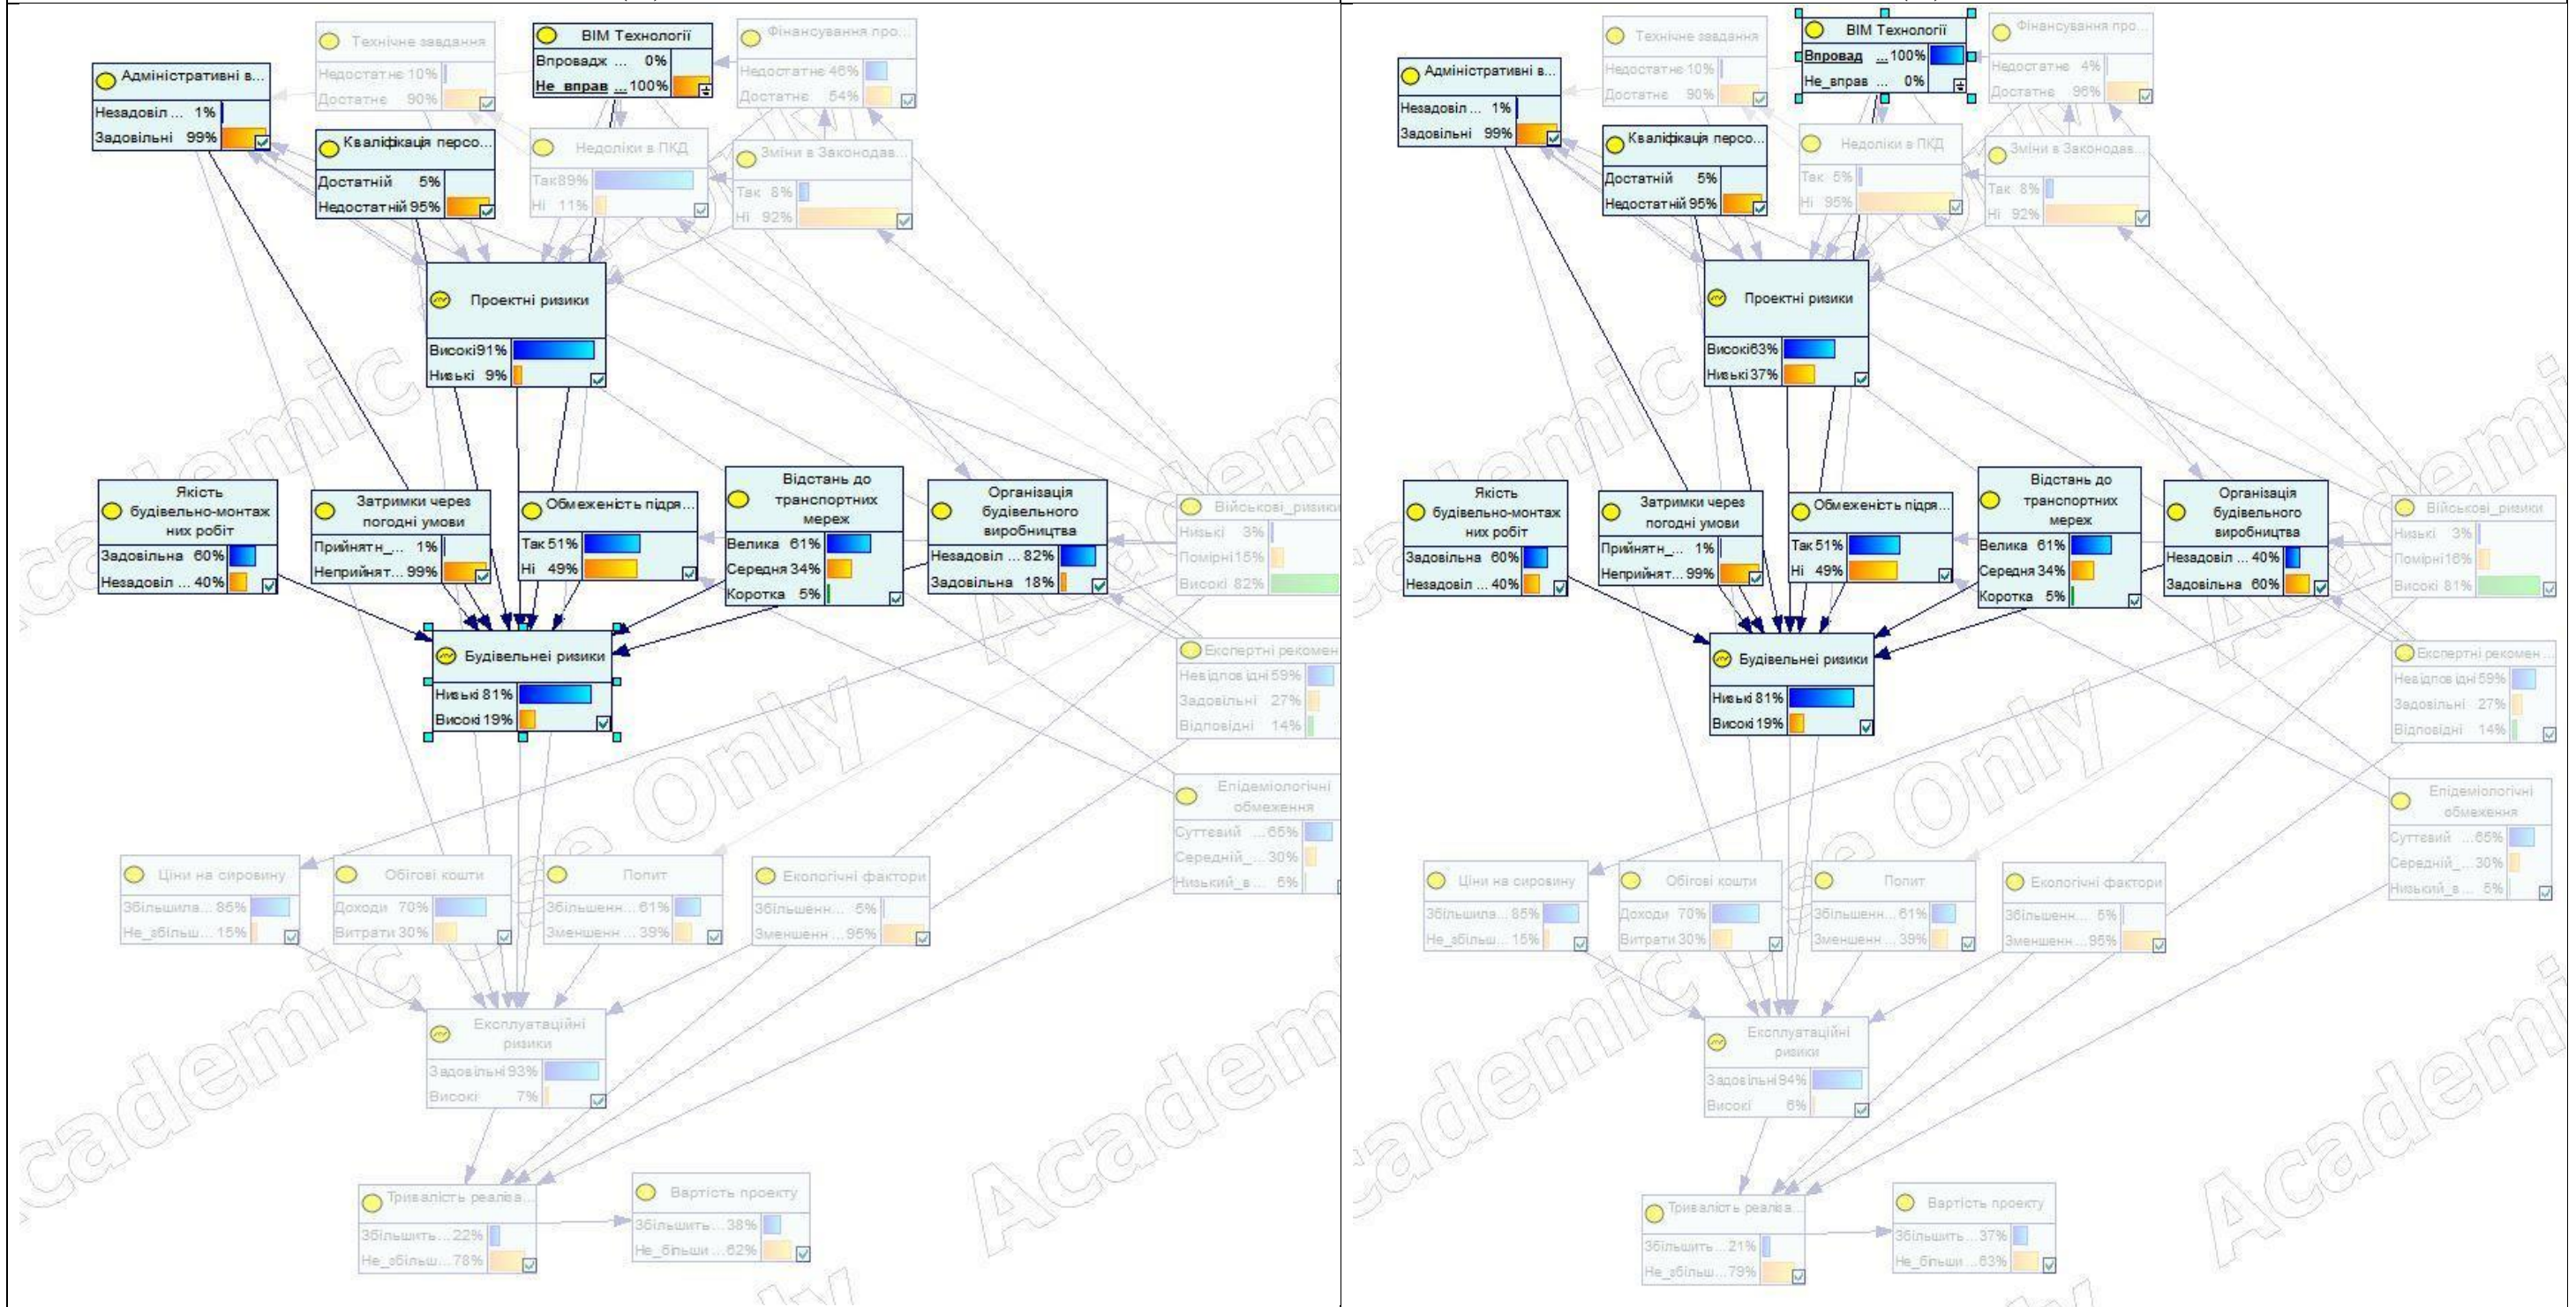 Технічне завдання
Недостатнє 10%
Достатнє 90%
BIM Технології
Впровадж ... 0%
Не_вправ ... 100%
Фінансування про...
Недостатнє 46%
Достатнє 54%
Адміністративні в...
Незадовіл ... 1%
Задовільні 99%
Кваліфікація персо...
Достатній 5%
Недостатній 95%
Недоліки в ПКД
Так 89%
Ні 11%
Зміни в Законодав...
Так 8%
Ні 92%
Проектні ризики
Високі 91%
Низькі 9%
Якість
будівельно-монтаж
них робіт
Задовільна 60%
Незадовіл ... 40%
Затримки через
погодні умови
Прийнятн_... 1%
Неприйнят... 99%
Обмеженість підря...
Так 51%
Ні 49%
Відстань до
транспортних
мереж
Велика 61%
Середня 34%
Коротка 5%
Організація
будівельного
виробництва
Незадовіл ... 82%
Задовільна 18%
Військові_ризики
Низькі 3%
Помірні 15%
Високі 82%
Будівельнеі ризики
Низькі 81%
Високі 19%
Експертні рекомен
Невідповідні 59%
Задовільні 27%
Відповідні 14%
Епідеміологічні
обмеження
Суттєвий ... 65%
Середній_... 30%
Низький_в... 5%
Ціни на сировину
Збільшила... 85%
Не_збільш... 15%
Обігові кошти
Доходи 70%
Витрати 30%
Попит
Збільшенн... 61%
Зменшенн ... 39%
Екологічні фактори
Збільшенн... 5%
Зменшенн ... 95%
Експлуатаційні
ризики
Задовільні 93%
Високі 7%
Тривалість реаліза...
Збільшить... 22%
Не_збільш... 78%
Вартість проекту
Збільшить... 38%
Не_більши ... 62%
Academic Use Only
Academic
Academ
Технічне завдання
Недостатнє 10%
Достатнє 90%
BIM Технології
Впровад ... 100%
Не_вправ ... 0%
Фінансування про...
Недостатнє 4%
Достатнє 96%
Адміністративні в...
Незадовіл ... 1%
Задовільні 99%
Кваліфікація персо...
Достатній 5%
Недостатній 95%
Недоліки в ПКД
Так 5%
Ні 95%
Зміни в Законодав...
Так 8%
Ні 92%
Проектні ризики
Високі 63%
Низькі 37%
Якість
будівельно-монтаж
них робіт
Задовільна 60%
Незадовіл ... 40%
Затримки через
погодні умови
Прийнятн_... 1%
Неприйнят... 99%
Обмеженість підря...
Так 51%
Ні 49%
Відстань до
транспортних
мереж
Велика 61%
Середня 34%
Коротка 5%
Організація
будівельного
виробництва
Незадовіл ... 40%
Задовільна 60%
Військові_ризики
Низькі 3%
Помірні 16%
Високі 81%
Будівельнеі ризики
Низькі 81%
Високі 19%
Експертні рекомен...
Невідповідні 59%
Задовільні 27%
Відповідні 14%
Епідеміологічні
обмеження
Суттєвий ... 65%
Середній_... 30%
Низький_в... 5%
Ціни на сировину
Збільшила... 85%
Не_збільш... 15%
Обігові кошти
Доходи 70%
Витрати 30%
Попит
Збільшенн... 61%
Зменшенн ... 39%
Екологічні фактори
Збільшенн... 5%
Зменшенн ... 95%
Експлуатаційні
ризики
Задовільні 94%
Високі 6%
Тривалість реаліза...
Збільшить... 21%
Не_збільш... 79%
Вартість проекту
Збільшить... 37%
Не_більши ... 63%
Academic Use Only
Academic
Academ